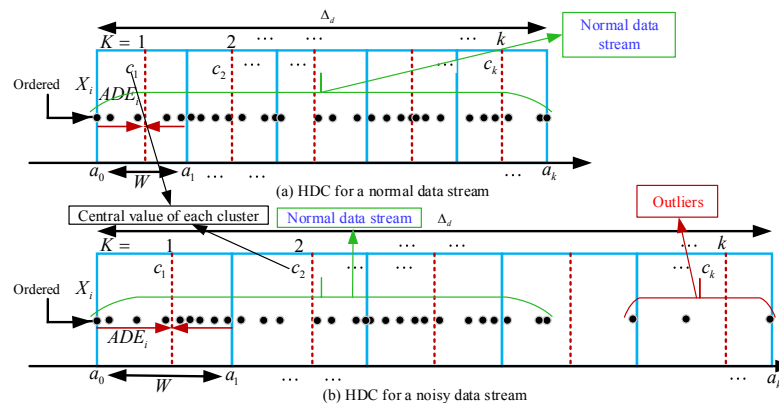 Δ_d
K = 1 2 ... ... ... ... k
Normal data
stream
X_i c_1 c_2 ... ... ... c_k
Ordered
ADE_i
a_0 W a_1 ... ... ... a_k
... ...
(a) HDC for a normal data stream
Central value of each cluster
Normal data stream
Δ_d
Outliers
K = 1 2 ... ... k
c_1 c_2 ... ... ... c_k
X_i
Ordered
ADE_i
a_0 W a_1 ... ... ... a_k
(b) HDC for a noisy data stream